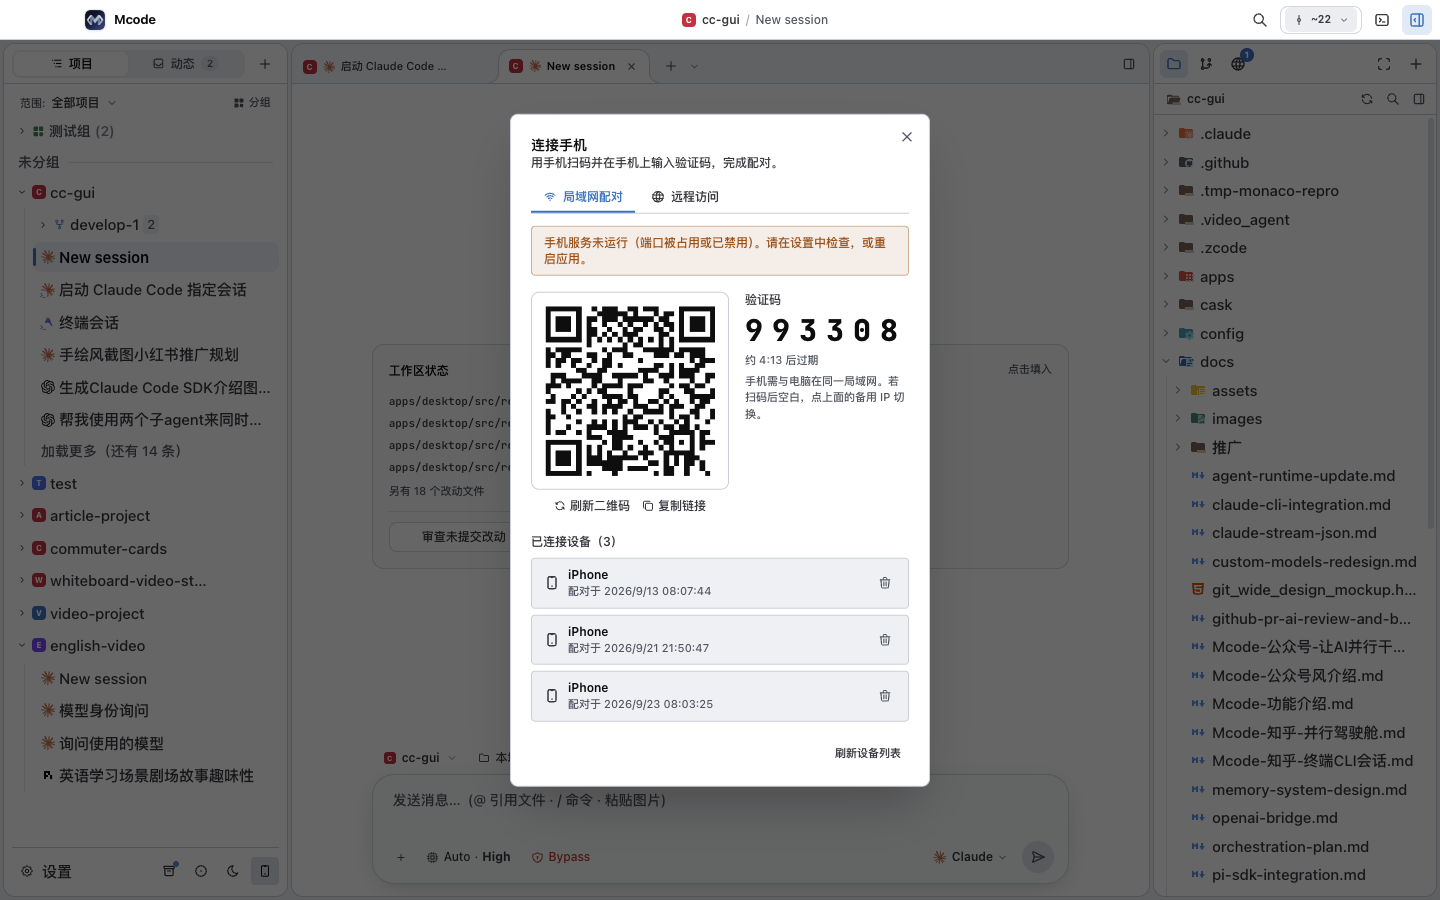 Mcode
cc-gui / New session
~22
项目
动态 2
启动 Claude Code ...
New session
1
范围: 全部项目
分组
测试组 (2)
未分组
cc-gui
develop-1 2
New session
启动 Claude Code 指定会话
终端会话
手绘风截图小红书推广规划
生成Claude Code SDK介绍图...
帮我使用两个子agent来同时...
加载更多（还有 14 条）
test
article-project
commuter-cards
whiteboard-video-st...
video-project
english-video
New session
模型身份询问
询问使用的模型
英语学习场景剧场故事趣味性
设置
工作区状态
点击填入
apps/desktop/src/r
apps/desktop/src/r
apps/desktop/src/r
apps/desktop/src/r
另有 18 个改动文件
审查未提交改动
cc-gui
发送消息... (@ 引用文件 · / 命令 · 粘贴图片)
Auto · High
Bypass
Claude
连接手机
用手机扫码并在手机上输入验证码，完成配对。
局域网配对
远程访问
手机服务未运行（端口被占用或已禁用）。请在设置中检查，或重
启应用。
验证码
993308
约 4:13 后过期
手机需与电脑在同一局域网。若
扫码后空白，点上面的备用 IP 切
换。
刷新二维码
复制链接
已连接设备（3）
iPhone
配对于 2026/9/13 08:07:44
iPhone
配对于 2026/9/21 21:50:47
iPhone
配对于 2026/9/23 08:03:25
刷新设备列表
cc-gui
.claude
.github
.tmp-monaco-repro
.video_agent
.zcode
apps
cask
config
docs
assets
images
推广
agent-runtime-update.md
claude-cli-integration.md
claude-stream-json.md
custom-models-redesign.md
git_wide_design_mockup.h...
github-pr-ai-review-and-b...
Mcode-公众号-让AI并行干...
Mcode-公众号风介绍.md
Mcode-功能介绍.md
Mcode-知乎-并行驾驶舱.md
Mcode-知乎-终端CLI会话.md
memory-system-design.md
openai-bridge.md
orchestration-plan.md
pi-sdk-integration.md